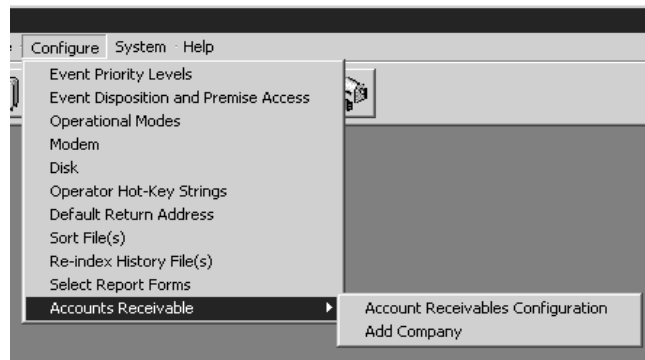 Configure System Help
Event Priority Levels
Event Disposition and Premise Access
Operational Modes
Modem
Disk
Operator Hot-Key Strings
Default Return Address
Sort File(s)
Re-index History File(s)
Select Report Forms
Accounts Receivable
Account Receivables Configuration
Add Company